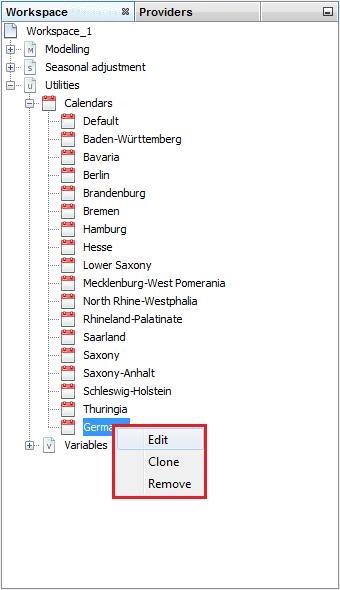 Workspace Providers
Workspace_1
M Modelling
S Seasonal adjustment
U Utilities
Calendars
Default
Baden-Württemberg
Bavaria
Berlin
Brandenburg
Bremen
Hamburg
Hesse
Lower Saxony
Mecklenburg-West Pomerania
North Rhine-Westphalia
Rhineland-Palatinate
Saarland
Saxony
Saxony-Anhalt
Schleswig-Holstein
Thuringia
Germa
V Variables
Edit
Clone
Remove